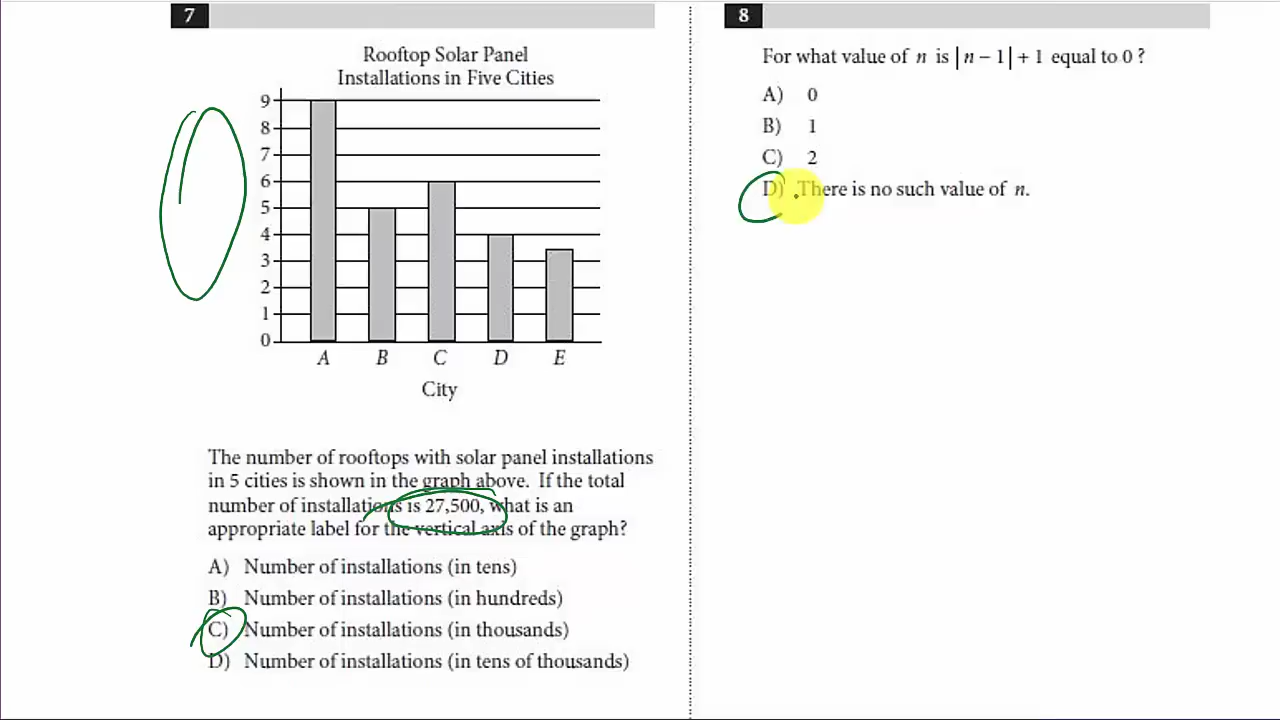 7
Rooftop Solar Panel
Installations in Five Cities
9
8
7
6
5
4
3
2
1
0
A B C D E
City
The number of rooftops with solar panel installations
in 5 cities is shown in the graph above. If the total
number of installations is 27,500, what is an
appropriate label for the vertical axis of the graph?
A) Number of installations (in tens)
B) Number of installations (in hundreds)
C) Number of installations (in thousands)
D) Number of installations (in tens of thousands)
8
For what value of n is |n − 1| + 1 equal to 0 ?
A) 0
B) 1
C) 2
D) There is no such value of n.